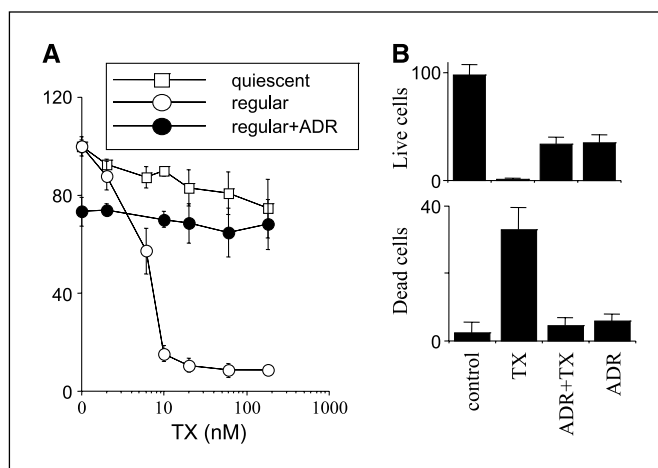 A
quiescent
regular
regular+ADR
120
80
40
0
0
10
100
1000
TX (nM)
B
Live cells
100
0
Dead cells
40
0
control
TX
ADR+TX
ADR